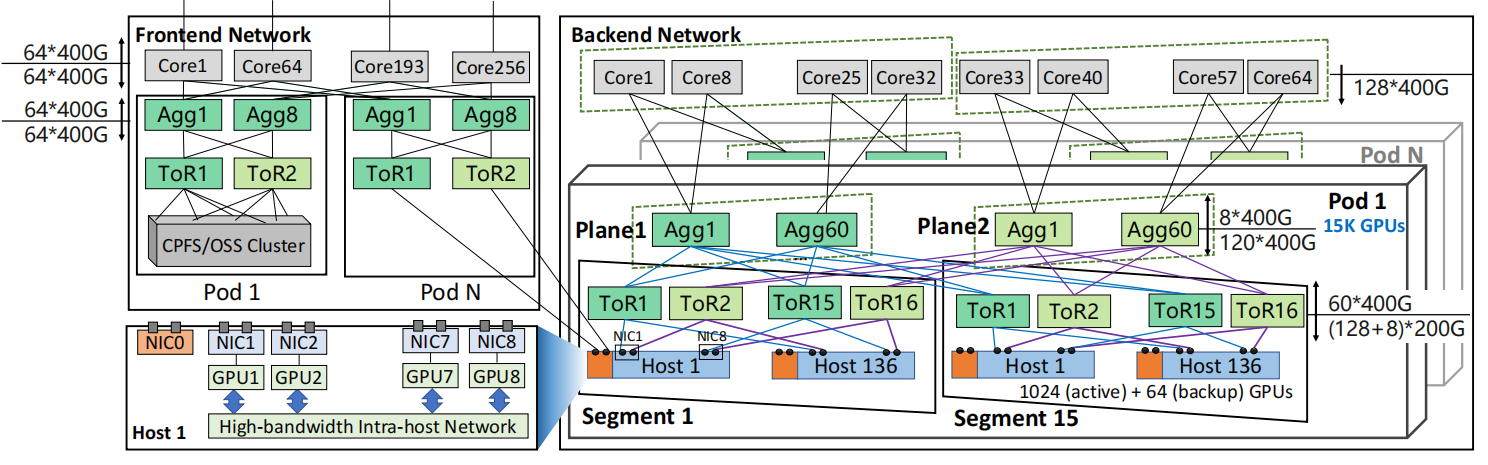 Frontend Network
64*400G
64*400G
Core1
Core64
Core193
Core256
64*400G
64*400G
Agg1
Agg8
Agg1
Agg8
ToR1
ToR2
ToR1
ToR2
CPFS/OSS Cluster
Pod 1
Pod N
NIC0
NIC1
NIC2
NIC7
NIC8
GPU1
GPU2
GPU7
GPU8
High-bandwidth Intra-host Network
Host 1
Backend Network
Core1
Core8
Core25
Core32
Core33
Core40
Core57
Core64
128*400G
Pod N
Pod 1
15K GPUs
Plane1
Agg1
Agg60
Plane2
Agg1
Agg60
8*400G
120*400G
...
ToR1
ToR2
ToR15
ToR16
ToR1
ToR2
ToR15
ToR16
60*400G
(128+8)*200G
NIC1
NIC8
Host 1
Host 136
Host 1
Host 136
1024 (active) + 64 (backup) GPUs
Segment 1
Segment 15